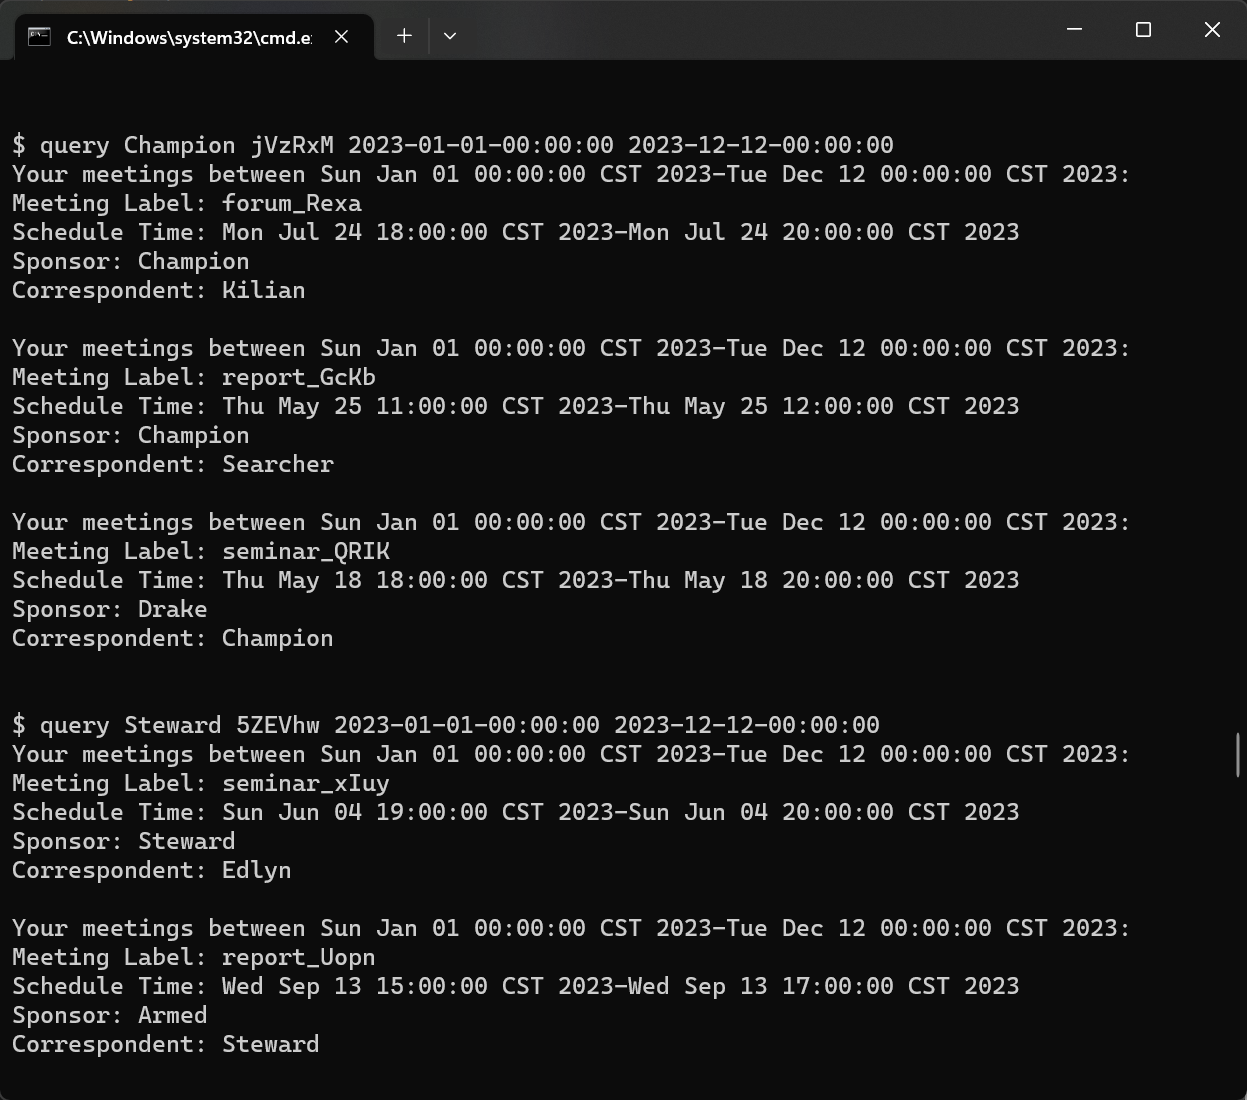 C:\Windows\system32\cmd.e
$ query Champion jVzRxM 2023-01-01-00:00:00 2023-12-12-00:00:00
Your meetings between Sun Jan 01 00:00:00 CST 2023-Tue Dec 12 00:00:00 CST 2023:
Meeting Label: forum_Rexa
Schedule Time: Mon Jul 24 18:00:00 CST 2023-Mon Jul 24 20:00:00 CST 2023
Sponsor: Champion
Correspondent: Kilian
Your meetings between Sun Jan 01 00:00:00 CST 2023-Tue Dec 12 00:00:00 CST 2023:
Meeting Label: report_GcKb
Schedule Time: Thu May 25 11:00:00 CST 2023-Thu May 25 12:00:00 CST 2023
Sponsor: Champion
Correspondent: Searcher
Your meetings between Sun Jan 01 00:00:00 CST 2023-Tue Dec 12 00:00:00 CST 2023:
Meeting Label: seminar_QRIK
Schedule Time: Thu May 18 18:00:00 CST 2023-Thu May 18 20:00:00 CST 2023
Sponsor: Drake
Correspondent: Champion
$ query Steward 5ZEVhw 2023-01-01-00:00:00 2023-12-12-00:00:00
Your meetings between Sun Jan 01 00:00:00 CST 2023-Tue Dec 12 00:00:00 CST 2023:
Meeting Label: seminar_xIuy
Schedule Time: Sun Jun 04 19:00:00 CST 2023-Sun Jun 04 20:00:00 CST 2023
Sponsor: Steward
Correspondent: Edlyn
Your meetings between Sun Jan 01 00:00:00 CST 2023-Tue Dec 12 00:00:00 CST 2023:
Meeting Label: report_Uopn
Schedule Time: Wed Sep 13 15:00:00 CST 2023-Wed Sep 13 17:00:00 CST 2023
Sponsor: Armed
Correspondent: Steward